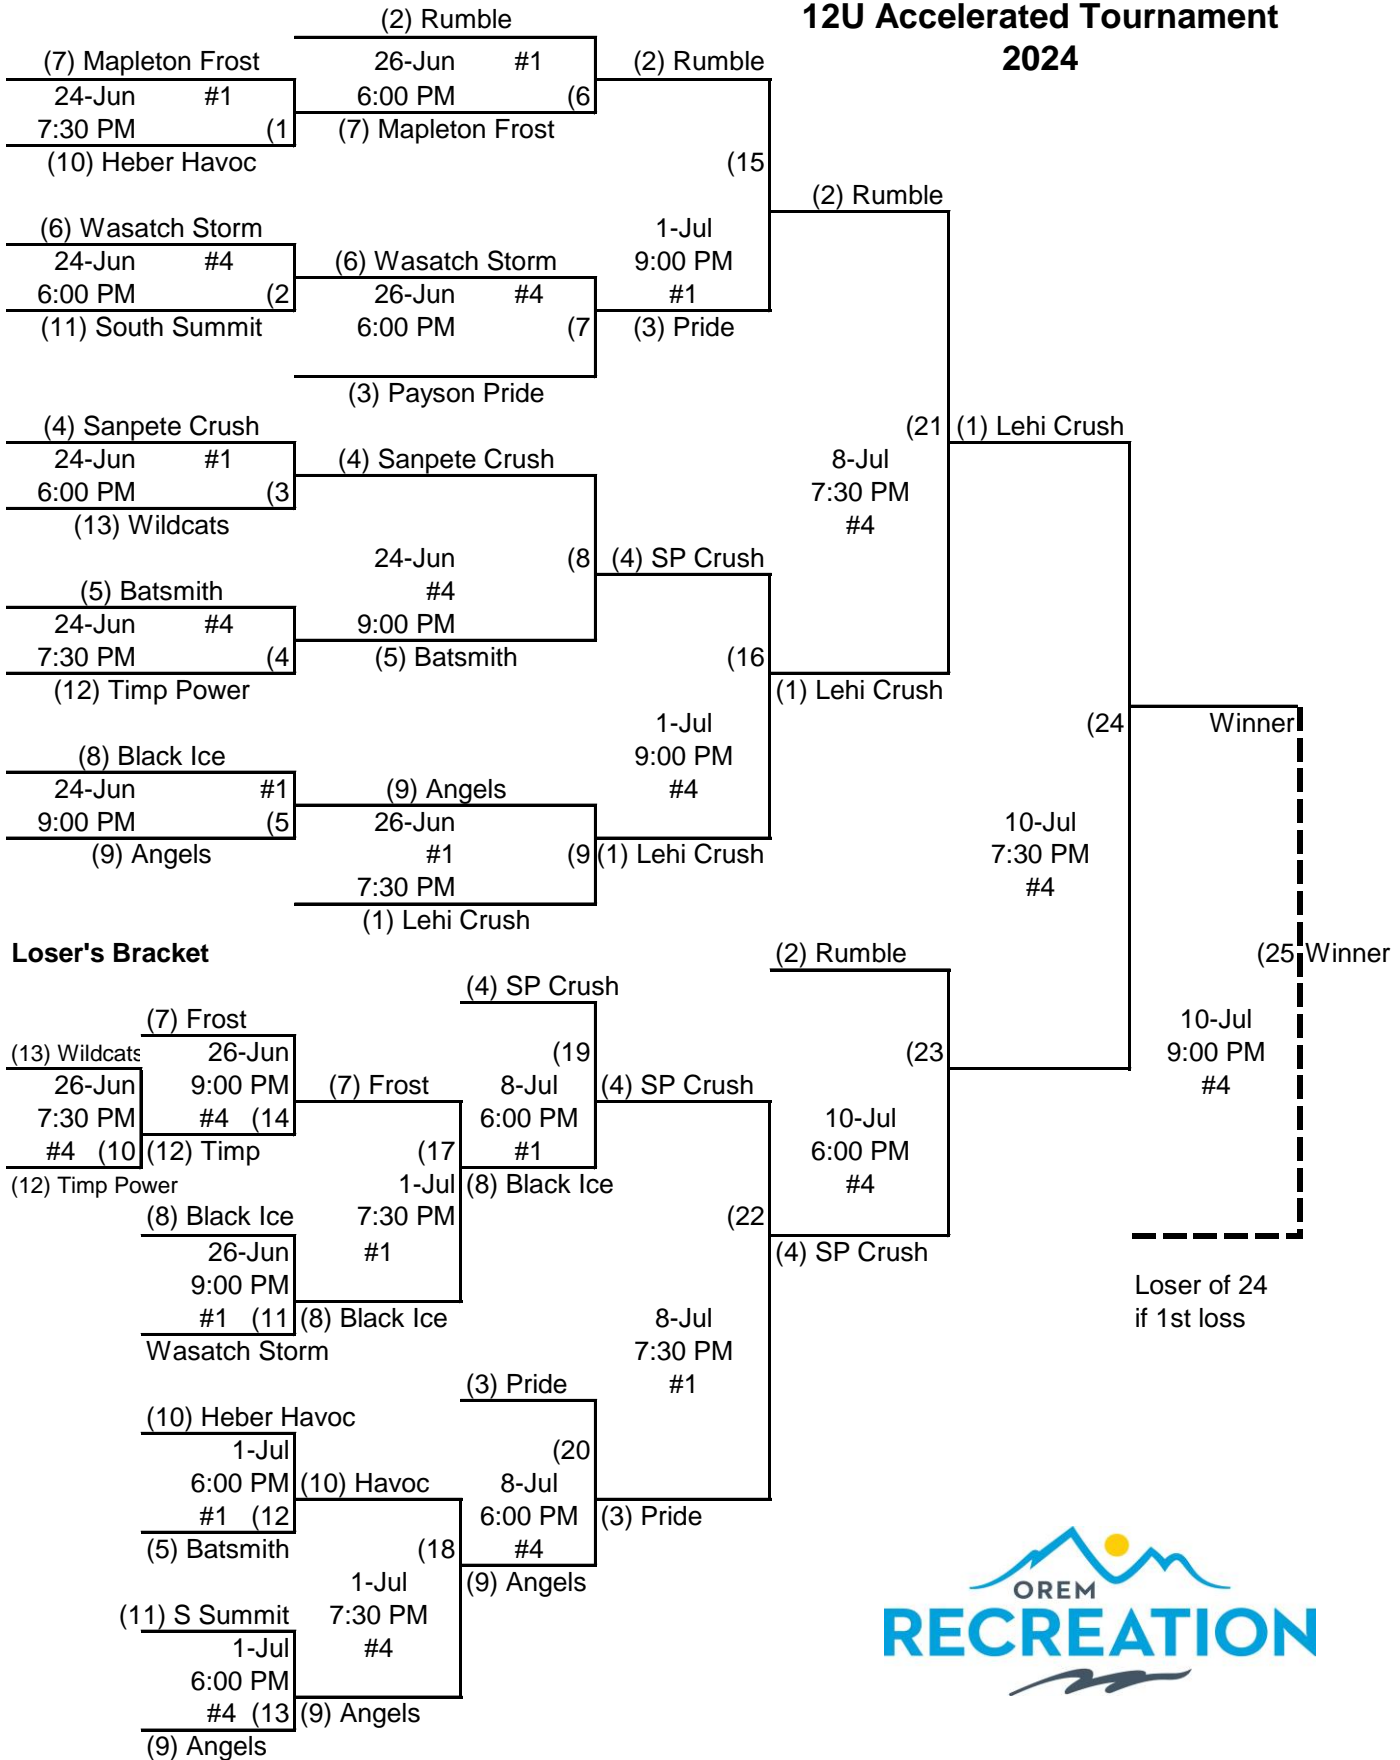 12U Accelerated Tournament
2024
(2) Rumble
(7) Mapleton Frost
26-Jun #1
(2) Rumble
24-Jun #1
6:00 PM (6
7:30 PM (1
(7) Mapleton Frost
(10) Heber Havoc
(15
(2) Rumble
(6) Wasatch Storm
1-Jul
24-Jun #4
(6) Wasatch Storm
9:00 PM
6:00 PM (2
26-Jun #4
#1
(11) South Summit
6:00 PM (7
(3) Pride
(3) Payson Pride
(4) Sanpete Crush
(21
(1) Lehi Crush
24-Jun #1
(4) Sanpete Crush
8-Jul
6:00 PM (3
7:30 PM
(13) Wildcats
#4
24-Jun (8
(4) SP Crush
(5) Batsmith
#4
24-Jun #4
9:00 PM
7:30 PM (4
(5) Batsmith
(16
(12) Timp Power
(1) Lehi Crush
1-Jul
(24
Winner
(8) Black Ice
9:00 PM
24-Jun #1
(9) Angels
#4
9:00 PM (5
26-Jun
10-Jul
(9) Angels
#1 (9
(1) Lehi Crush
7:30 PM
7:30 PM
#4
(1) Lehi Crush
Loser's Bracket
(2) Rumble
(25 Winner
(4) SP Crush
(7) Frost
10-Jul
(13) Wildcats
26-Jun
(19
(23
9:00 PM
26-Jun
9:00 PM
(7) Frost
8-Jul
(4) SP Crush
#4
7:30 PM
#4 (14
6:00 PM
10-Jul
#4 (10
(12) Timp
(17
#1
6:00 PM
(12) Timp Power
1-Jul
(8) Black Ice
#4
(8) Black Ice
7:30 PM
(22
26-Jun
#1
(4) SP Crush
9:00 PM
Loser of 24
#1 (11
(8) Black Ice
8-Jul
if 1st loss
Wasatch Storm
7:30 PM
(3) Pride
#1
(10) Heber Havoc
1-Jul
(20
6:00 PM
(10) Havoc
8-Jul
#1 (12
6:00 PM
(3) Pride
(5) Batsmith
(18
#4
1-Jul
(9) Angels
(11) S Summit
7:30 PM
1-Jul
#4
6:00 PM
#4 (13
(9) Angels
(9) Angels
OREM
RECREATION